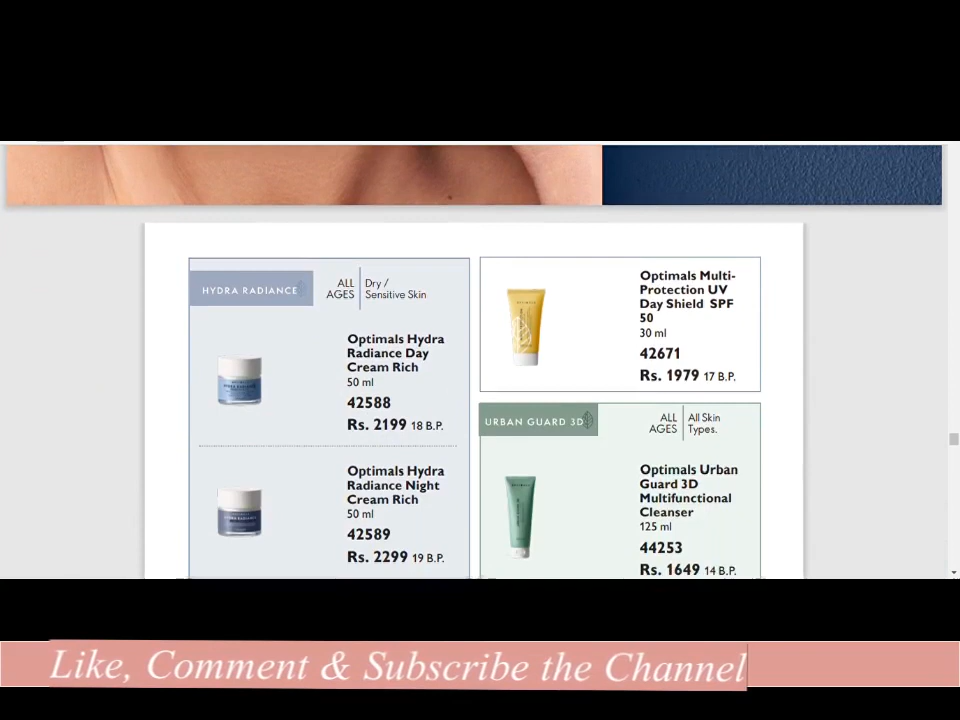 HYDRA RADIANCE
ALL AGES
Dry / Sensitive Skin
Optimals Hydra
Radiance Day
Cream Rich
50 ml
42588
Rs. 2199 18 B.P.
Optimals Hydra
Radiance Night
Cream Rich
50 ml
42589
Rs. 2299 19 B.P.
Optimals Multi-
Protection UV
Day Shield SPF
50
30 ml
42671
Rs. 1979 17 B.P.
URBAN GUARD 3D
ALL AGES
All Skin Types.
Optimals Urban
Guard 3D
Multifunctional
Cleanser
125 ml
44253
Rs. 1649 14 B.P.
Like, Comment & Subscribe the Channel